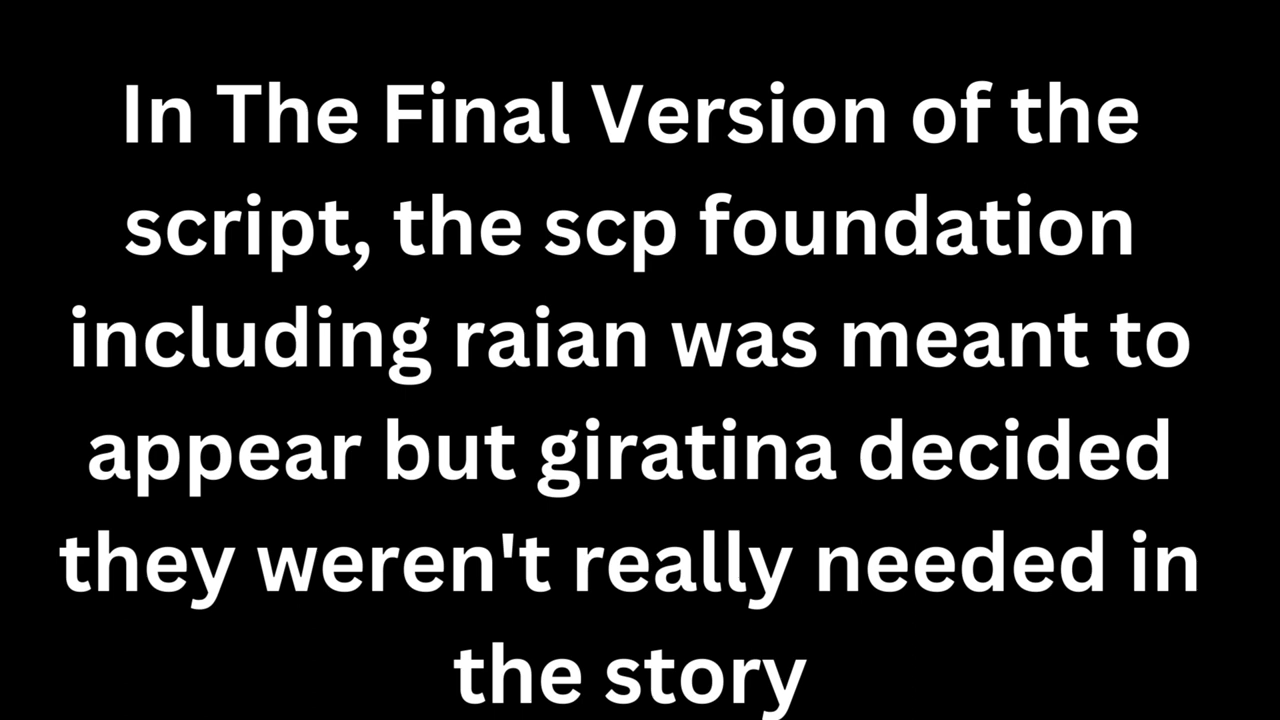 In The Final Version of the
script, the scp foundation
including raian was meant to
appear but giratina decided
they weren't really needed in
the story